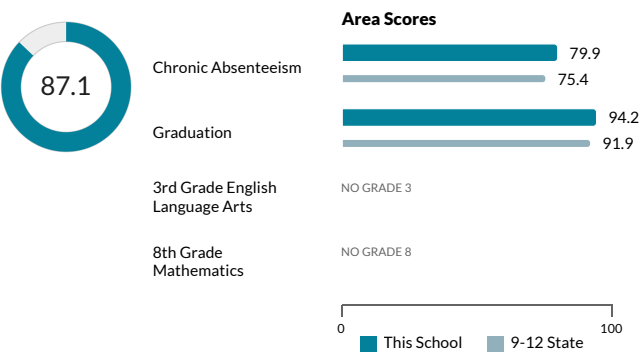 87.1
Area Scores
Chronic Absenteeism
79.9
75.4
Graduation
94.2
91.9
3rd Grade English
Language Arts
NO GRADE 3
8th Grade
Mathematics
NO GRADE 8
0
100
This School
9-12 State